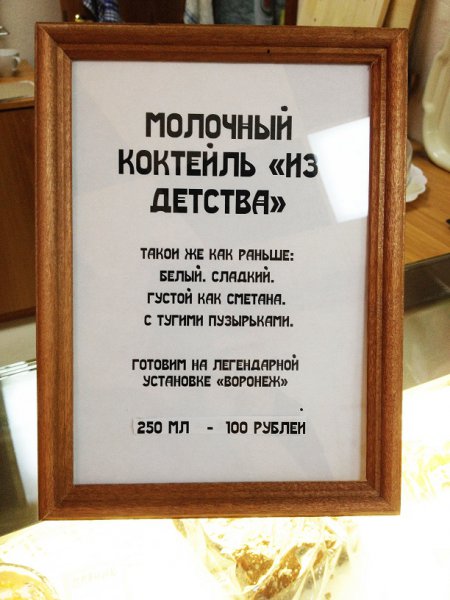 МОЛОЧНЫЙ
КОКТЕЙЛЬ «ИЗ
ДЕТСТВА»
ТАКОЙ ЖЕ КАК РАНЬШЕ:
БЕЛЫЙ. СЛАДКИЙ.
ГУСТОЙ КАК СМЕТАНА.
С ТУГИМИ ПУЗЫРЬКАМИ.
ГОТОВИМ НА ЛЕГЕНДАРНОЙ
УСТАНОВКЕ «ВОРОНЕЖ»
250 МЛ - 100 РУБЛЕЙ